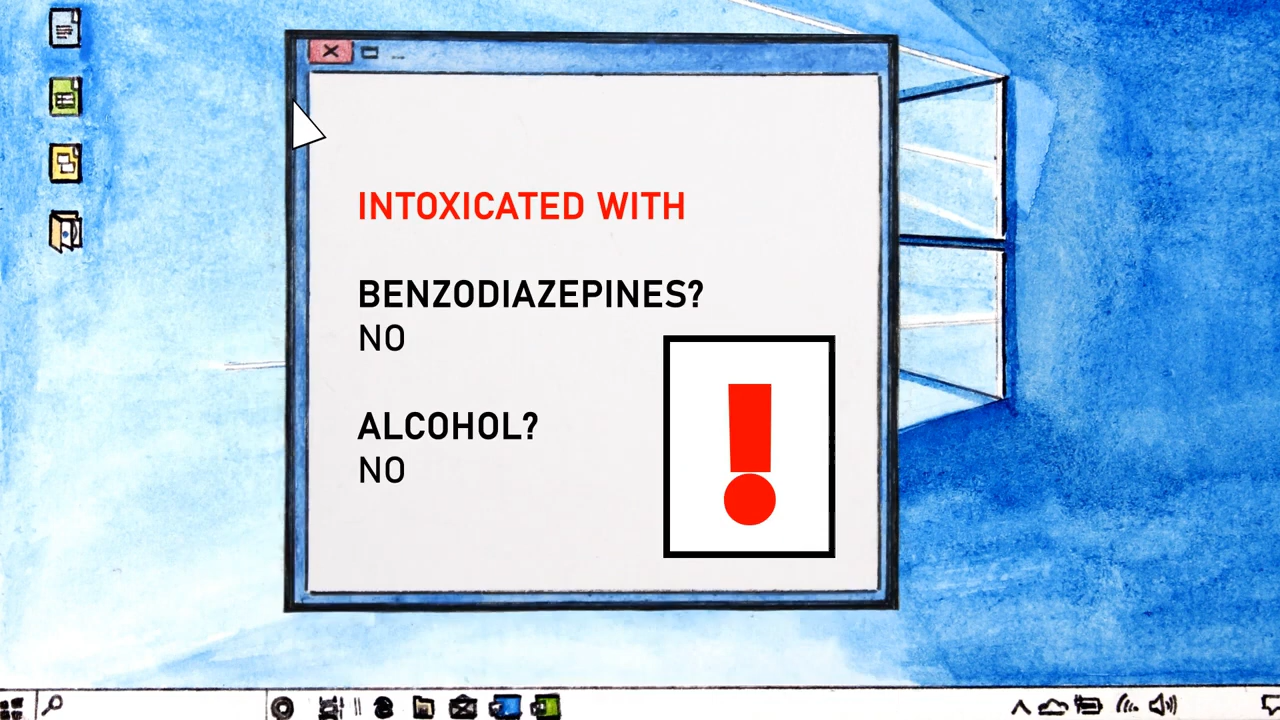 INTOXICATED WITH
BENZODIAZEPINES?
NO
ALCOHOL?
NO